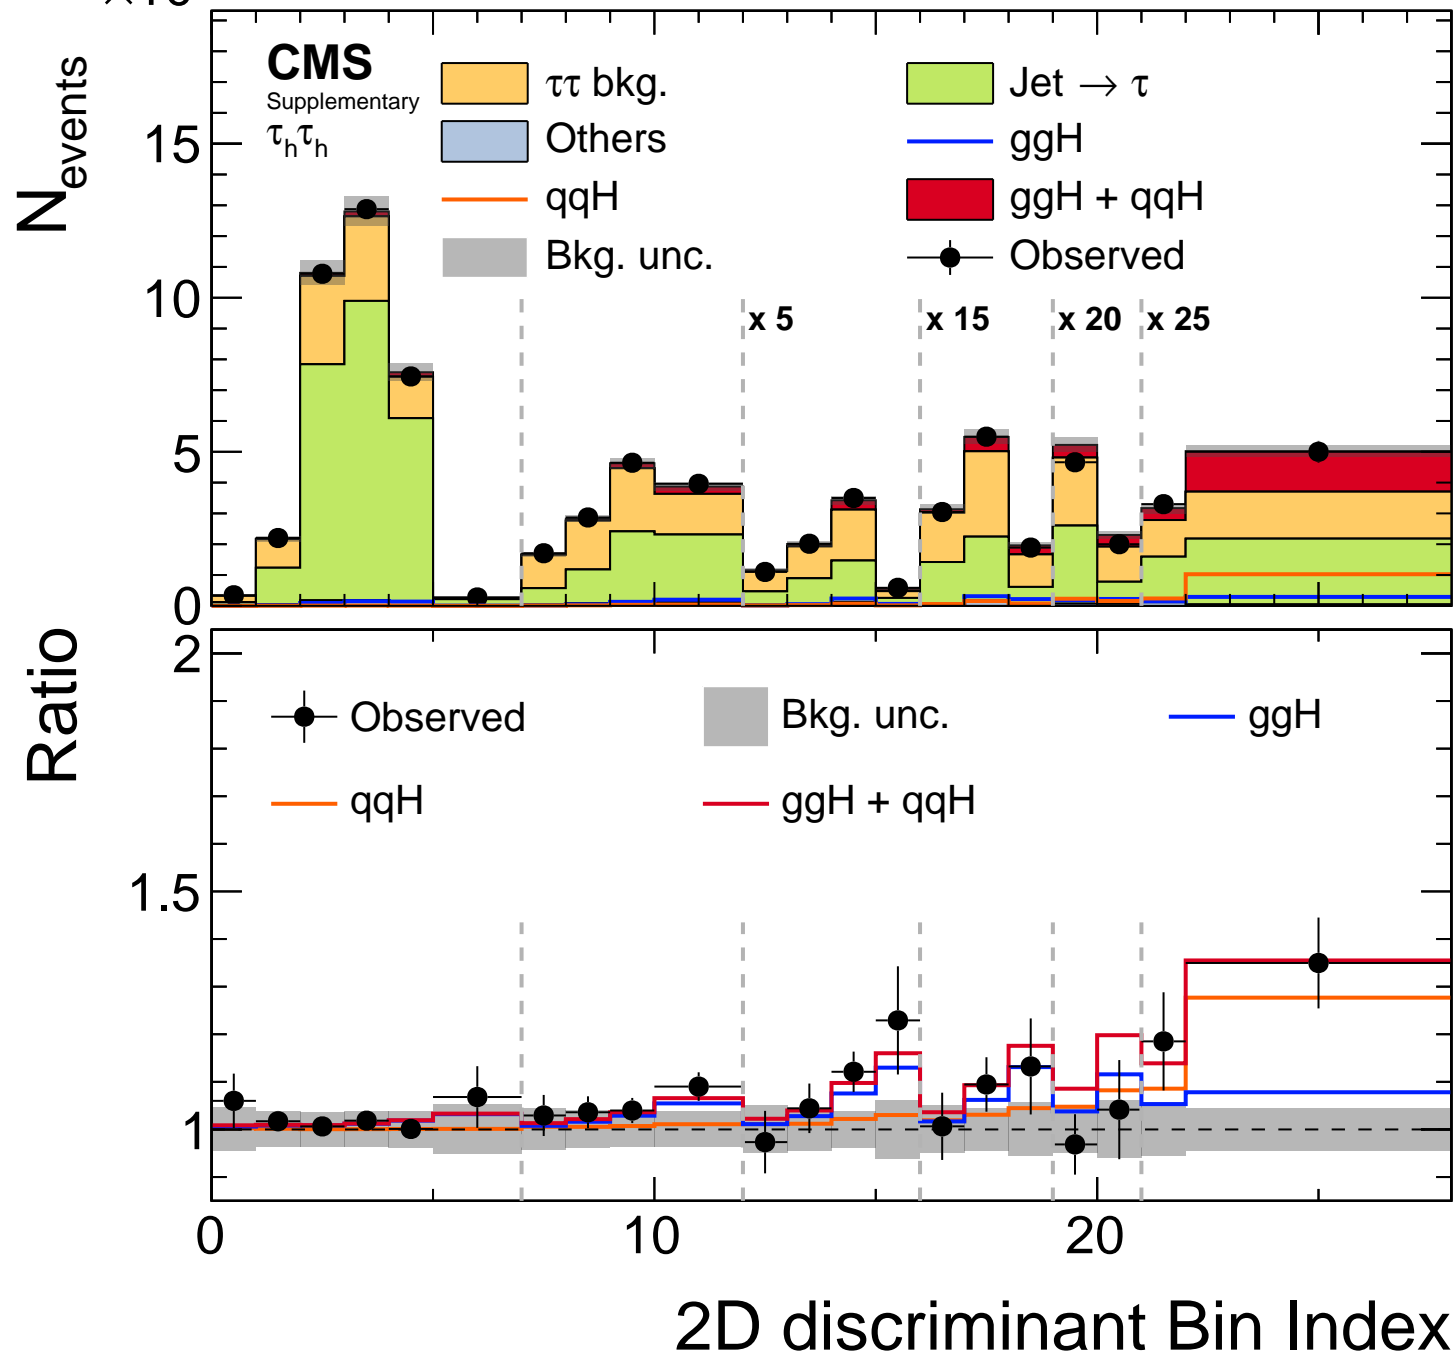 CMS
Supplementary
τhτh
ττ bkg.
Jet → τ
Others
ggH
qqH
ggH + qqH
Bkg. unc.
Observed
Nevents
15
10
5
0
x 5
x 15
x 20
x 25
Ratio
2
1.5
1
Observed
Bkg. unc.
ggH
qqH
ggH + qqH
0
10
20
2D discriminant Bin Index